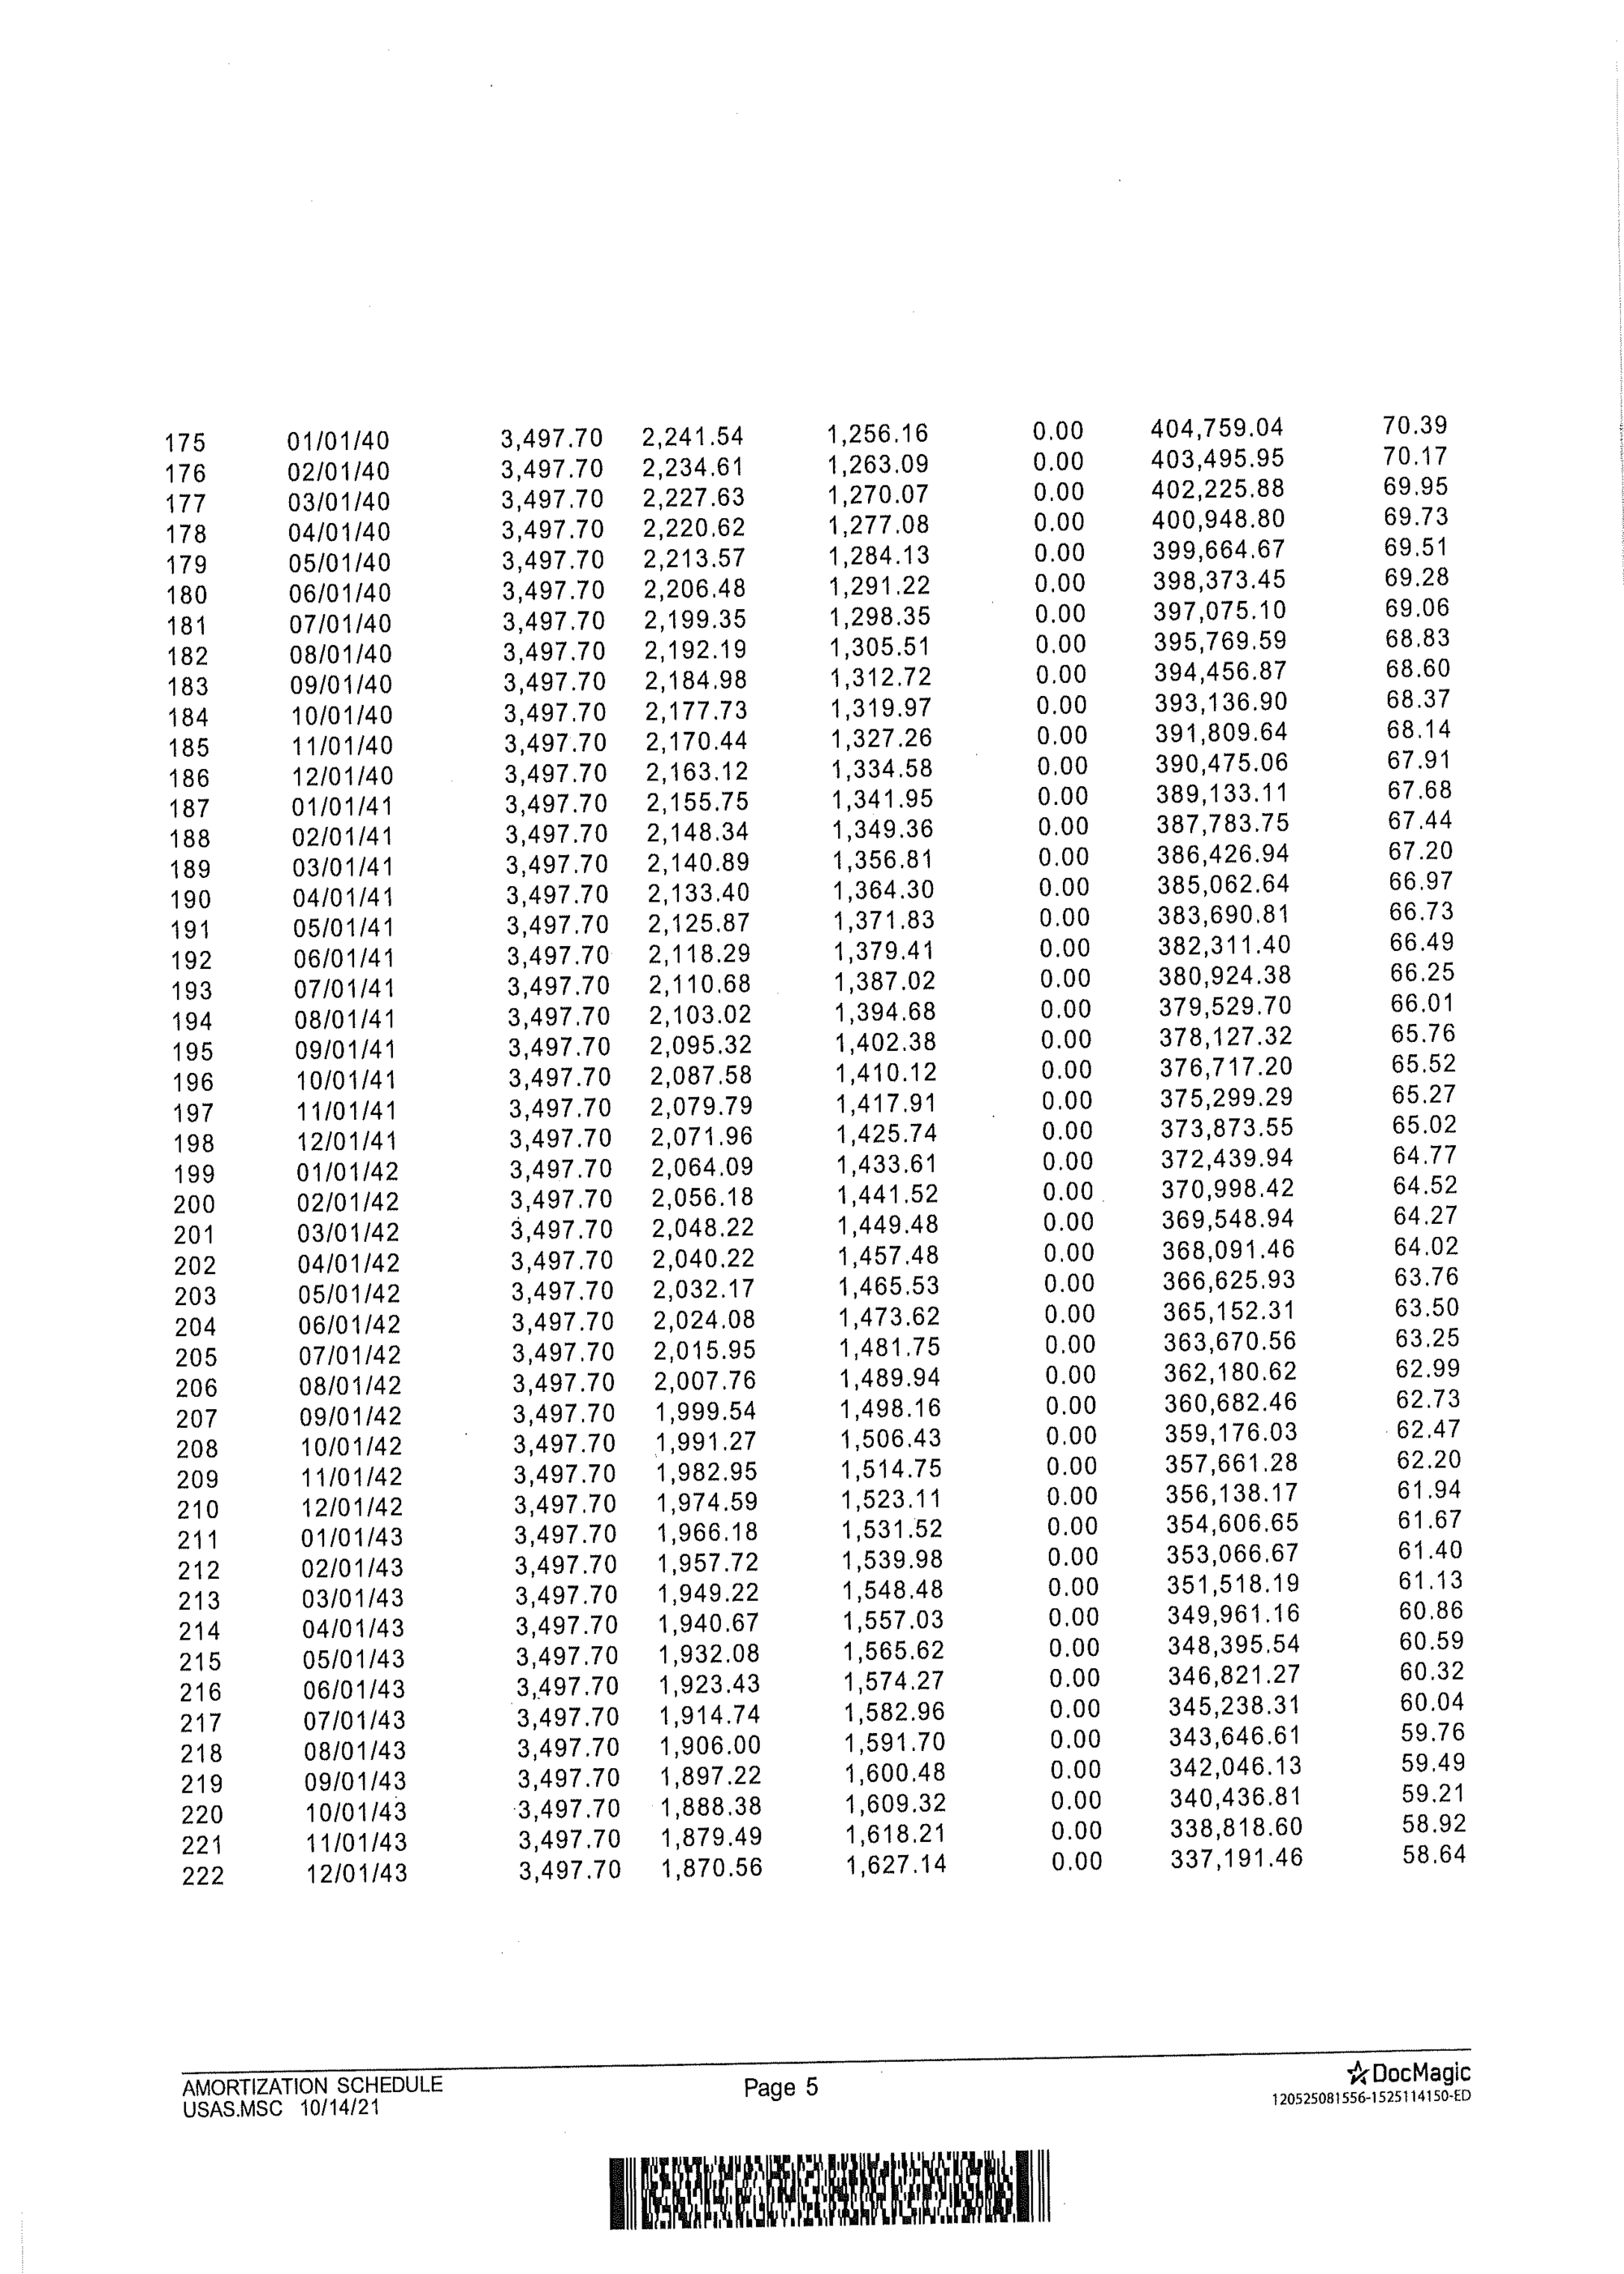 175 01/01/40 3,497.70 2,241.54 1,256.16 0.00 404,759.04 70.39
176 02/01/40 3,497.70 2,234.61 1,263.09 0.00 403,495.95 70.17
177 03/01/40 3,497.70 2,227.63 1,270.07 0.00 402,225.88 69.95
178 04/01/40 3,497.70 2,220.62 1,277.08 0.00 400,948.80 69.73
179 05/01/40 3,497.70 2,213.57 1,284.13 0.00 399,664.67 69.51
180 06/01/40 3,497.70 2,206.48 1,291.22 0.00 398,373.45 69.28
181 07/01/40 3,497.70 2,199.35 1,298.35 0.00 397,075.10 69.06
182 08/01/40 3,497.70 2,192.19 1,305.51 0.00 395,769.59 68.83
183 09/01/40 3,497.70 2,184.98 1,312.72 0.00 394,456.87 68.60
184 10/01/40 3,497.70 2,177.73 1,319.97 0.00 393,136.90 68.37
185 11/01/40 3,497.70 2,170.44 1,327.26 0.00 391,809.64 68.14
186 12/01/40 3,497.70 2,163.12 1,334.58 0.00 390,475.06 67.91
187 01/01/41 3,497.70 2,155.75 1,341.95 0.00 389,133.11 67.68
188 02/01/41 3,497.70 2,148.34 1,349.36 0.00 387,783.75 67.44
189 03/01/41 3,497.70 2,140.89 1,356.81 0.00 386,426.94 67.20
190 04/01/41 3,497.70 2,133.40 1,364.30 0.00 385,062.64 66.97
191 05/01/41 3,497.70 2,125.87 1,371.83 0.00 383,690.81 66.73
192 06/01/41 3,497.70 2,118.29 1,379.41 0.00 382,311.40 66.49
193 07/01/41 3,497.70 2,110.68 1,387.02 0.00 380,924.38 66.25
194 08/01/41 3,497.70 2,103.02 1,394.68 0.00 379,529.70 66.01
195 09/01/41 3,497.70 2,095.32 1,402.38 0.00 378,127.32 65.76
196 10/01/41 3,497.70 2,087.58 1,410.12 0.00 376,717.20 65.52
197 11/01/41 3,497.70 2,079.79 1,417.91 0.00 375,299.29 65.27
198 12/01/41 3,497.70 2,071.96 1,425.74 0.00 373,873.55 65.02
199 01/01/42 3,497.70 2,064.09 1,433.61 0.00 372,439.94 64.77
200 02/01/42 3,497.70 2,056.18 1,441.52 0.00 370,998.42 64.52
201 03/01/42 3,497.70 2,048.22 1,449.48 0.00 369,548.94 64.27
202 04/01/42 3,497.70 2,040.22 1,457.48 0.00 368,091.46 64.02
203 05/01/42 3,497.70 2,032.17 1,465.53 0.00 366,625.93 63.76
204 06/01/42 3,497.70 2,024.08 1,473.62 0.00 365,152.31 63.50
205 07/01/42 3,497.70 2,015.95 1,481.75 0.00 363,670.56 63.25
206 08/01/42 3,497.70 2,007.76 1,489.94 0.00 362,180.62 62.99
207 09/01/42 3,497.70 1,999.54 1,498.16 0.00 360,682.46 62.73
208 10/01/42 3,497.70 1,991.27 1,506.43 0.00 359,176.03 62.47
209 11/01/42 3,497.70 1,982.95 1,514.75 0.00 357,661.28 62.20
210 12/01/42 3,497.70 1,974.59 1,523.11 0.00 356,138.17 61.94
211 01/01/43 3,497.70 1,966.18 1,531.52 0.00 354,606.65 61.67
212 02/01/43 3,497.70 1,957.72 1,539.98 0.00 353,066.67 61.40
213 03/01/43 3,497.70 1,949.22 1,548.48 0.00 351,518.19 61.13
214 04/01/43 3,497.70 1,940.67 1,557.03 0.00 349,961.16 60.86
215 05/01/43 3,497.70 1,932.08 1,565.62 0.00 348,395.54 60.59
216 06/01/43 3,497.70 1,923.43 1,574.27 0.00 346,821.27 60.32
217 07/01/43 3,497.70 1,914.74 1,582.96 0.00 345,238.31 60.04
218 08/01/43 3,497.70 1,906.00 1,591.70 0.00 343,646.61 59.76
219 09/01/43 3,497.70 1,897.22 1,600.48 0.00 342,046.13 59.49
220 10/01/43 3,497.70 1,888.38 1,609.32 0.00 340,436.81 59.21
221 11/01/43 3,497.70 1,879.49 1,618.21 0.00 338,818.60 58.92
222 12/01/43 3,497.70 1,870.56 1,627.14 0.00 337,191.46 58.64
AMORTIZATION SCHEDULE Page 5 DocMagic
USAS.MSC 10/14/21 120525081556-1525114150-ED